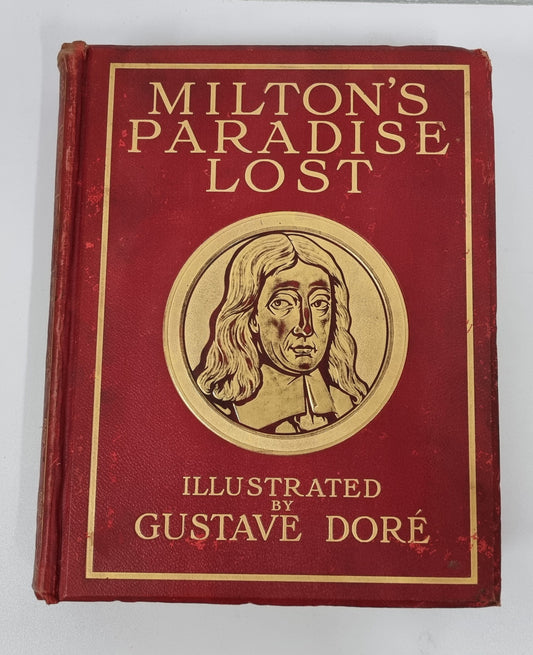 MILTON'S
PARADISE
LOST
ILLUSTRATED
BY
GUSTAVE DORÉ